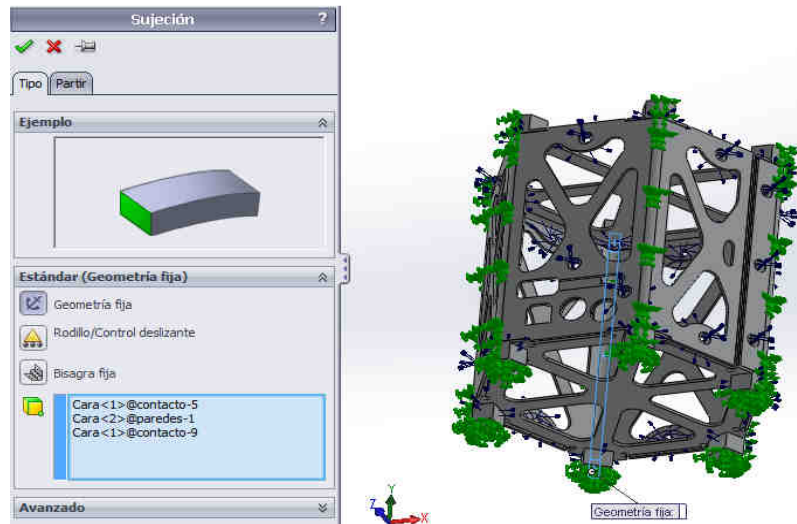 Sujeción ?
Tipo Partir
Ejemplo
Estándar (Geometría fija)
Geometría fija
Rodillo/Control deslizante
Bisagra fija
Cara<1>@contacto-5
Cara<2>@paredes-1
Cara<1>@contacto-9
Avanzado
Y
Z
X
Geometría fija: